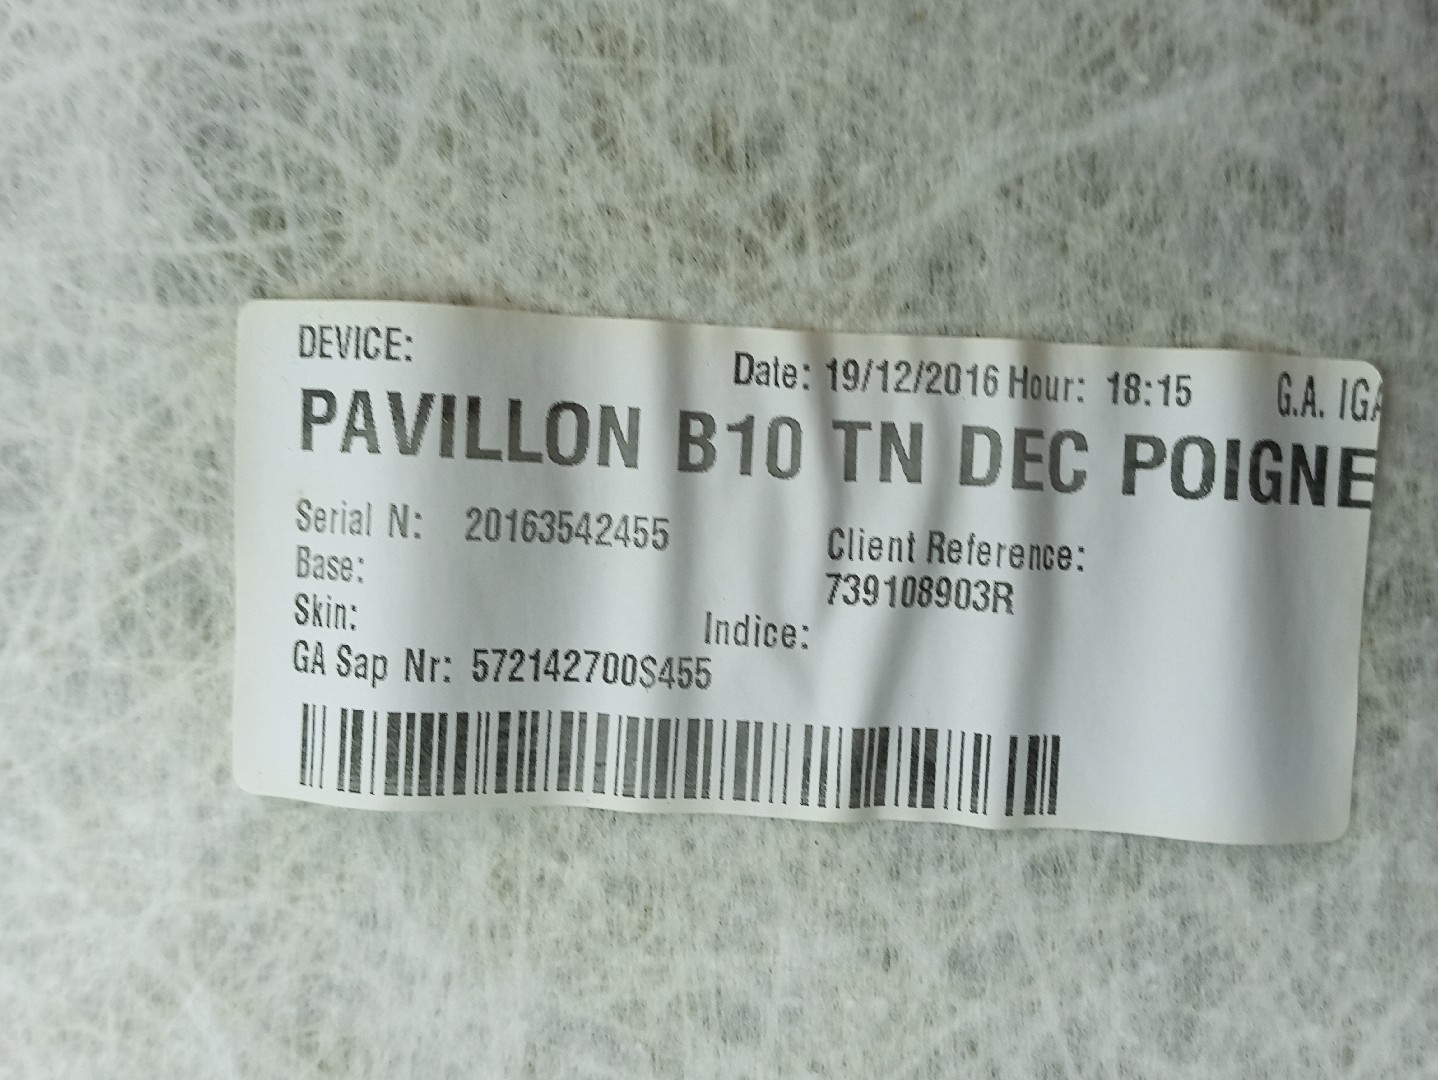 DEVICE:
Date: 19/12/2016 Hour: 18:15 G.A. IGA
PAVILLON B10 TN DEC POIGNE
Serial N: 20163542455
Client Reference:
Base:
739108903R
Skin:
Indice:
GA Sap Nr: 572142700S455